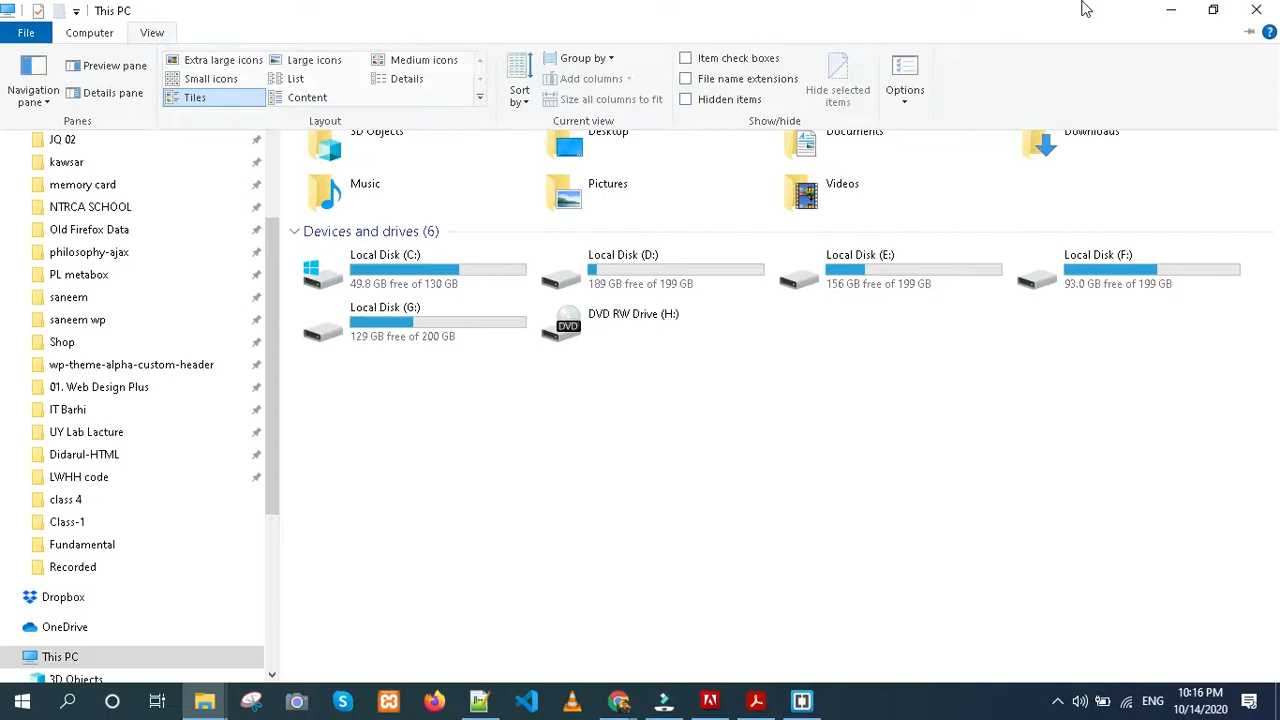 This PC
File Computer View
Navigation pane
Preview pane
Details pane
Panes
Extra large icons Large icons Medium icons
Small icons List Details
Tiles Content
Layout
Sort by
Group by
Add columns
Size all columns to fit
Current view
Item check boxes
File name extensions
Hidden items
Hide selected items
Show/hide
Options
JQ 02
kawsar
memory card
NTRCA SCHOOL
Old Firefox Data
philosophy-ajax
PL metabox
saneem
saneem wp
Shop
wp-theme-alpha-custom-header
01. Web Design Plus
IT Barhi
UY Lab Lacture
Didarul-HTML
LWHH code
class 4
Class-1
Fundamental
Recorded
Dropbox
OneDrive
This PC
3D Objects
3D Objects Desktop Documents Downloads
Music Pictures Videos
Devices and drives (6)
Local Disk (C:)
49.8 GB free of 130 GB
Local Disk (D:)
189 GB free of 199 GB
Local Disk (E:)
156 GB free of 199 GB
Local Disk (F:)
93.0 GB free of 199 GB
Local Disk (G:)
129 GB free of 200 GB
DVD RW Drive (H:)
DVD
ENG
10:16 PM
10/14/2020